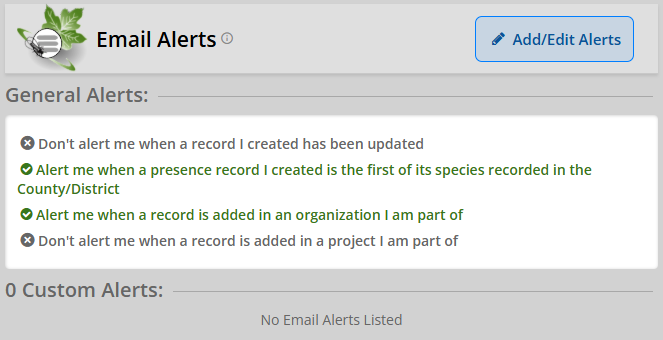 Email Alerts
Add/Edit Alerts
General Alerts:
Don't alert me when a record I created has been updated
Alert me when a presence record I created is the first of its species recorded in the
County/District
Alert me when a record is added in an organization I am part of
Don't alert me when a record is added in a project I am part of
0 Custom Alerts:
No Email Alerts Listed